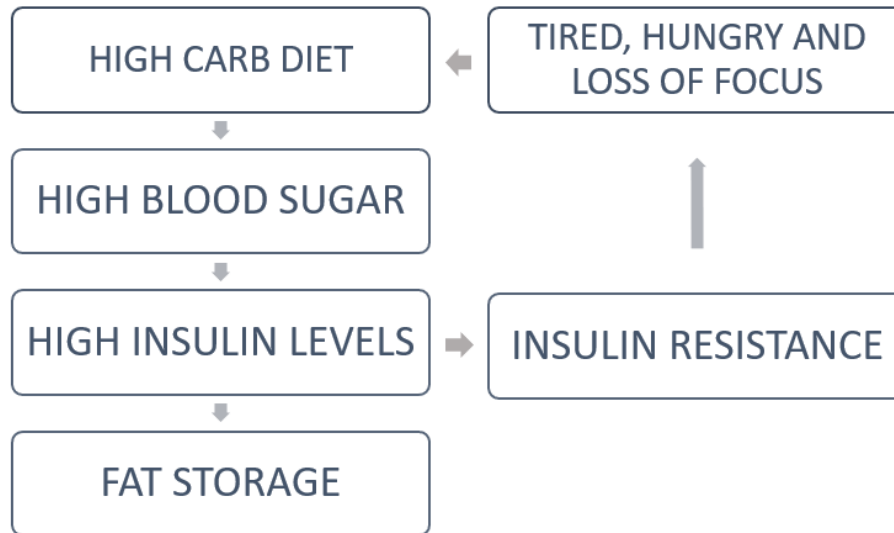 HIGH CARB DIET
TIRED, HUNGRY AND
LOSS OF FOCUS
HIGH BLOOD SUGAR
HIGH INSULIN LEVELS
INSULIN RESISTANCE
FAT STORAGE